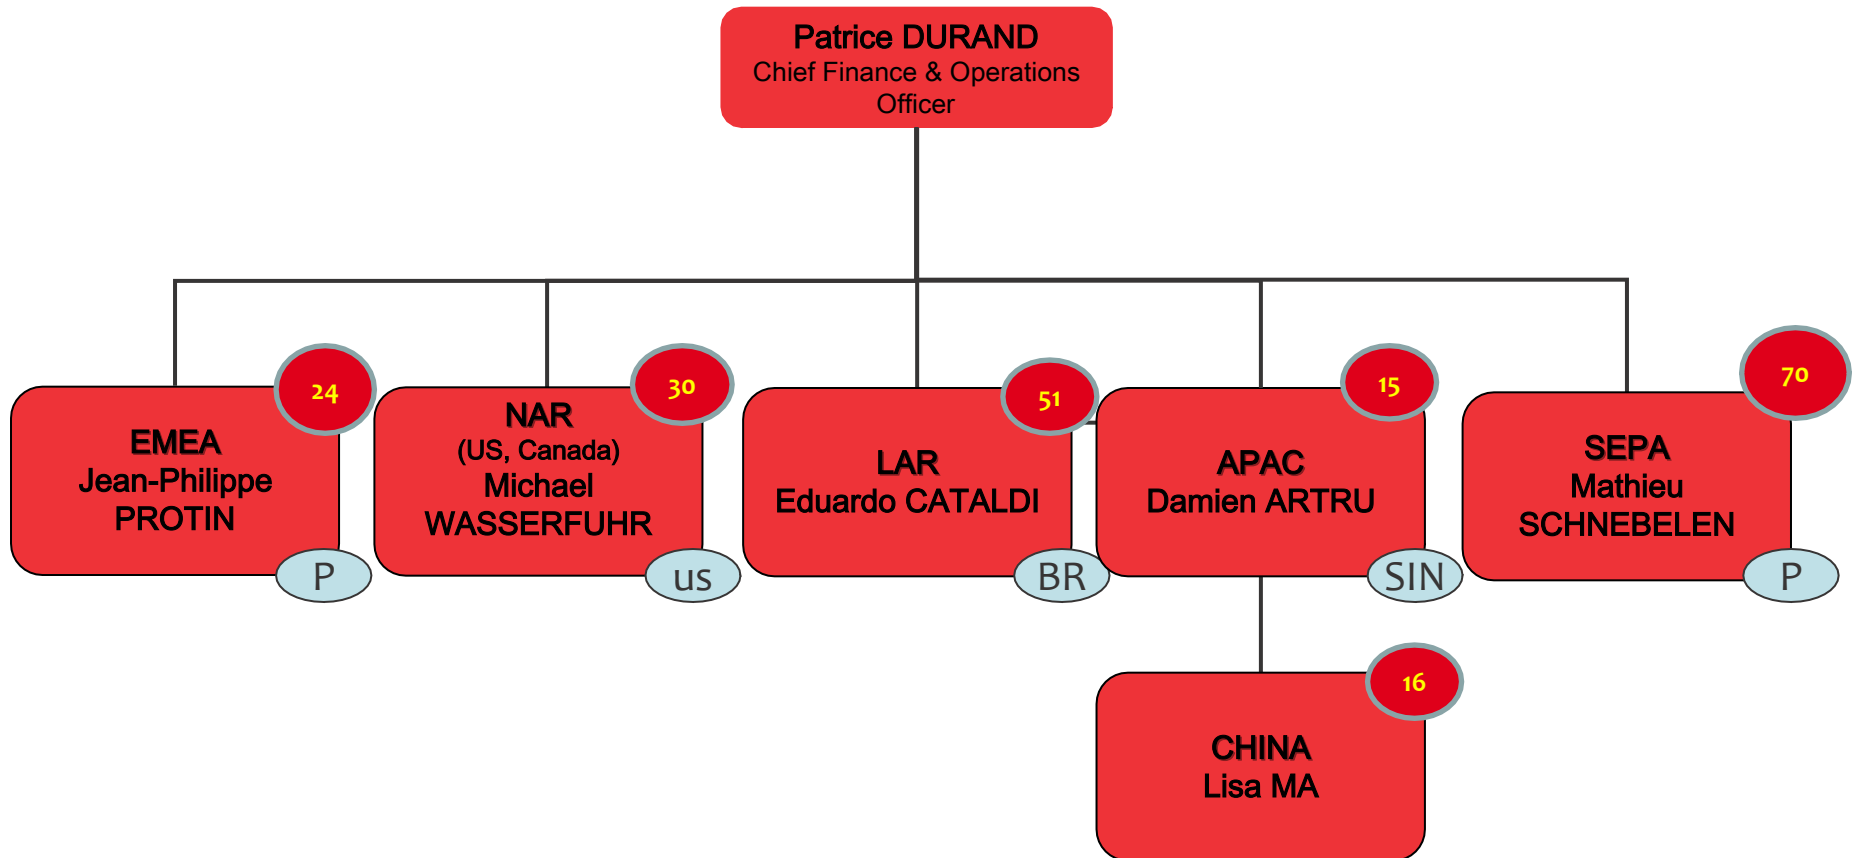 Patrice DURAND
Chief Finance & Operations
Officer
24
EMEA
Jean-Philippe
PROTIN
P
30
NAR
(US, Canada)
Michael
WASSERFUHR
us
51
LAR
Eduardo CATALDI
BR
15
APAC
Damien ARTRU
SIN
70
SEPA
Mathieu
SCHNEBELEN
P
16
CHINA
Lisa MA